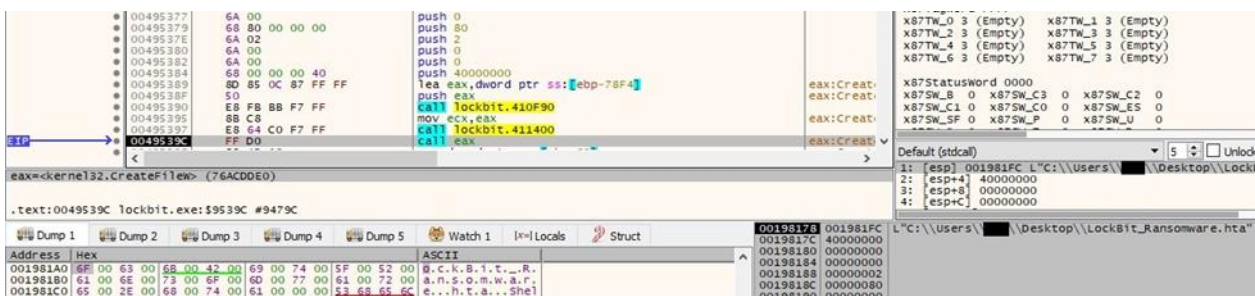 00495377 6A 00 push 0
00495379 68 80 00 00 00 push 80
0049537E 6A 02 push 2
00495380 6A 00 push 0
00495382 6A 00 push 0
00495384 68 00 00 00 40 push 40000000
00495389 8D 85 0C 87 FF FF lea eax,dword ptr ss:[ebp-78F4] eax:Creat
0049538F 50 push eax eax:Creat
00495390 E8 FB BB F7 FF call lockbit.410F90
00495395 8B C8 mov ecx,eax eax:Creat
00495397 E8 64 C0 F7 FF call lockbit.411400
EIP 0049539C FF D0 call eax eax:Creat
x87TW_0 3 (Empty) x87TW_1 3 (Empty)
x87TW_2 3 (Empty) x87TW_3 3 (Empty)
x87TW_4 3 (Empty) x87TW_5 3 (Empty)
x87TW_6 3 (Empty) x87TW_7 3 (Empty)
x87StatusWord 0000
x87SW_B 0 x87SW_C3 0 x87SW_C2 0
x87SW_C1 0 x87SW_C0 0 x87SW_ES 0
x87SW_SF 0 x87SW_P 0 x87SW_U 0
Default (stdcall) 5 Unlock
1: [esp] 001981FC L"C:\\Users\\ \\Desktop\\Lock
2: [esp+4] 40000000
3: [esp+8] 00000000
4: [esp+C] 00000000
eax=<kernel32.CreateFileW> (76ACDDE0)
.text:0049539C lockbit.exe:$9539C #9479C
Dump 1 Dump 2 Dump 3 Dump 4 Dump 5 Watch 1 [x=] Locals Struct
Address Hex ASCII
001981A0 6F 00 63 00 6B 00 42 00 69 00 74 00 5F 00 52 00 o.c.k.B.i.t._.R.
001981B0 61 00 6E 00 73 00 6F 00 6D 00 77 00 61 00 72 00 a.n.s.o.m.w.a.r.
001981C0 65 00 2E 00 68 00 74 00 61 00 00 00 53 68 65 6C e...h.t.a...Shel
00198178 001981FC L"C:\\Users\\ \\Desktop\\LockBit_Ransomware.hta"
0019817C 40000000
00198180 00000000
00198184 00000000
00198188 00000002
0019818C 00000080
00198190 00000000